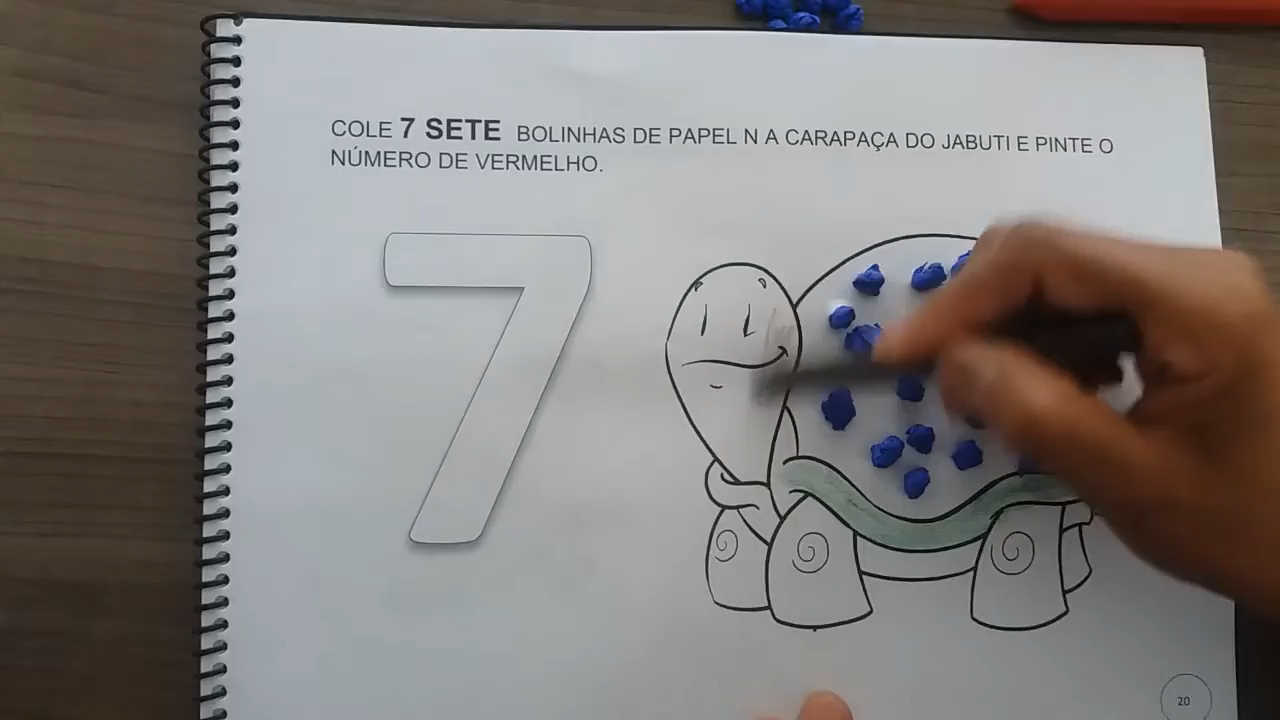 COLE 7 SETE BOLINHAS DE PAPEL N A CARAPAÇA DO JABUTI E PINTE O
NÚMERO DE VERMELHO.
7
20